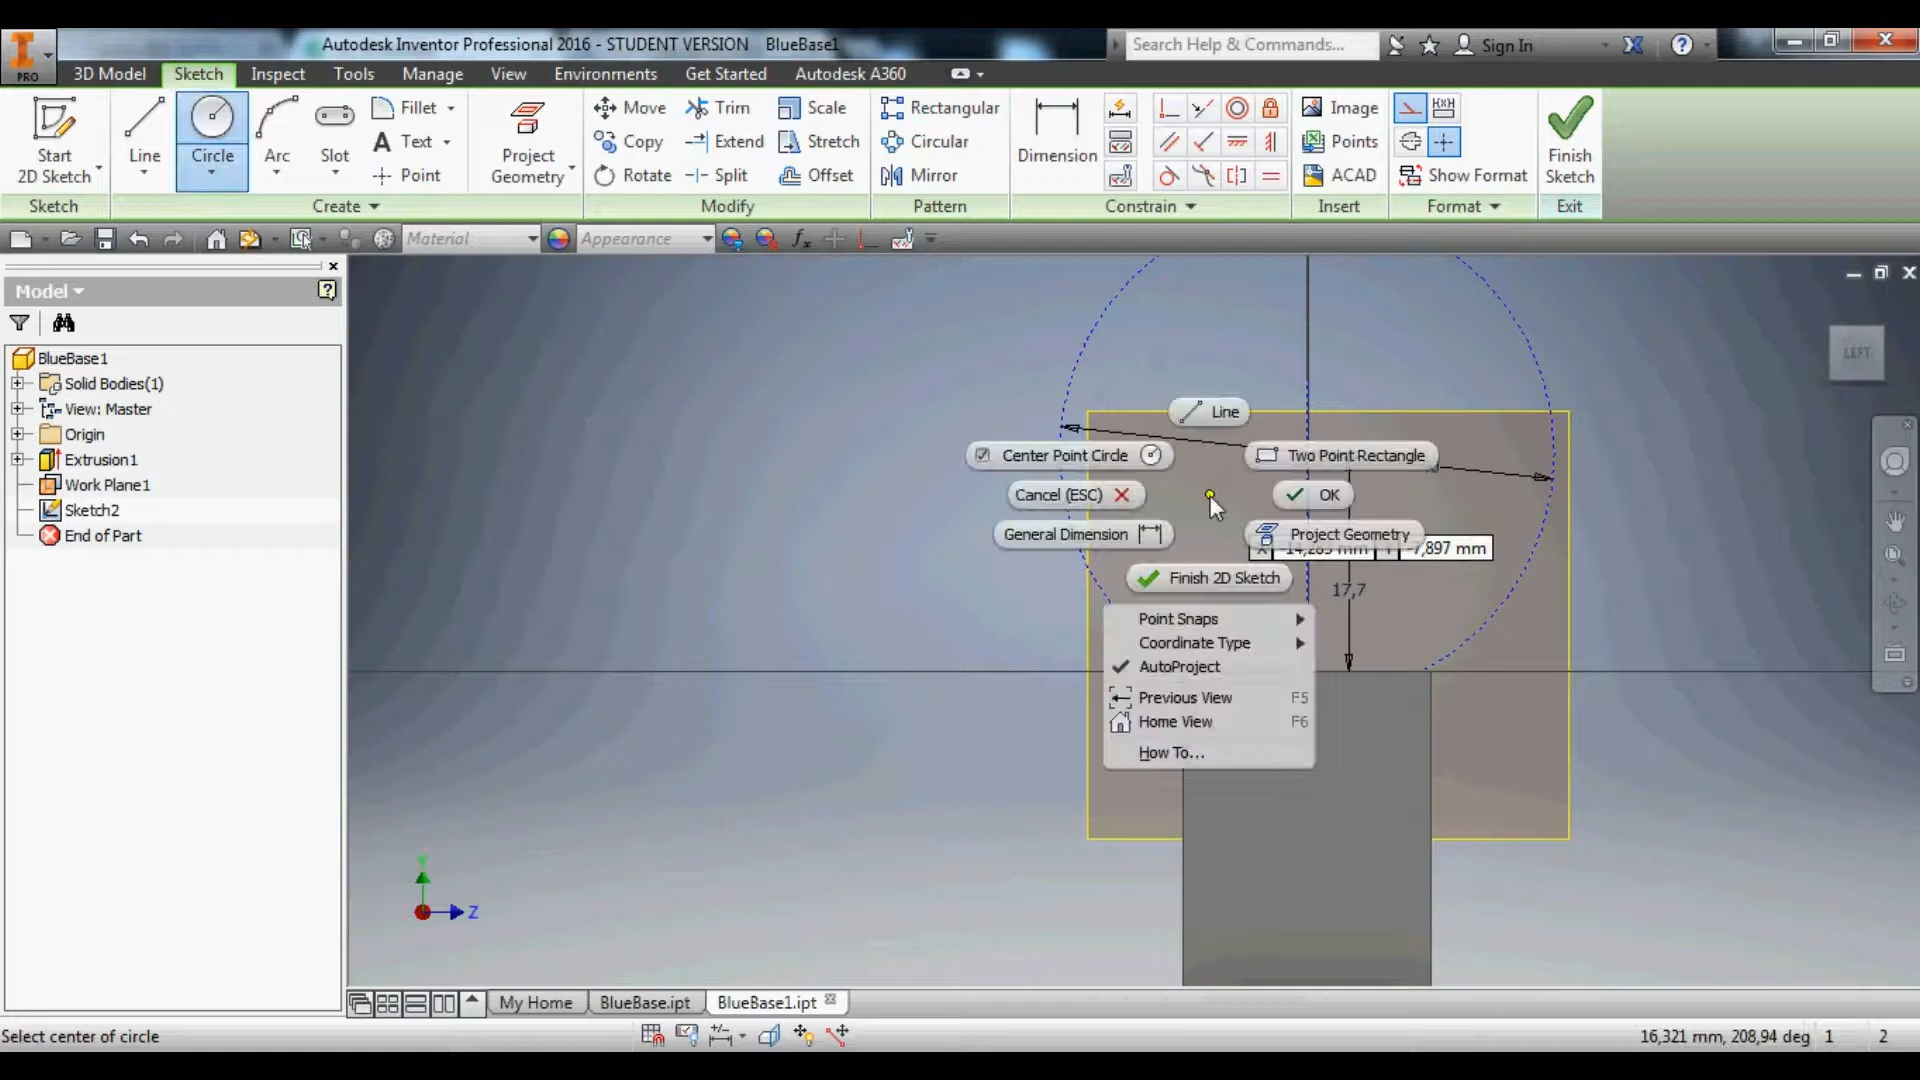 Autodesk Inventor Professional 2016 - STUDENT VERSION BlueBase1
Search Help & Commands...
Sign In
PRO
3D Model Sketch Inspect Tools Manage View Environments Get Started Autodesk A360
Start 2D Sketch
Line
Circle
Arc
Slot
Fillet
Text
Point
Project Geometry
Move
Copy
Rotate
Trim
Extend
Split
Scale
Stretch
Offset
Rectangular
Circular
Mirror
Dimension
Image
Points
ACAD
Show Format
Finish Sketch
Sketch Create Modify Pattern Constrain Insert Format Exit
Material Appearance
Model
BlueBase1
Solid Bodies(1)
View: Master
Origin
Extrusion1
Work Plane1
Sketch2
End of Part
LEFT
Line
Center Point Circle
Two Point Rectangle
Cancel (ESC)
OK
General Dimension
Project Geometry
7,897 mm
Finish 2D Sketch
17,7
Point Snaps
Coordinate Type
AutoProject
Previous View F5
Home View F6
How To...
Y
Z
My Home BlueBase.ipt BlueBase1.ipt
Select center of circle
16,321 mm, 208,94 deg 1 2